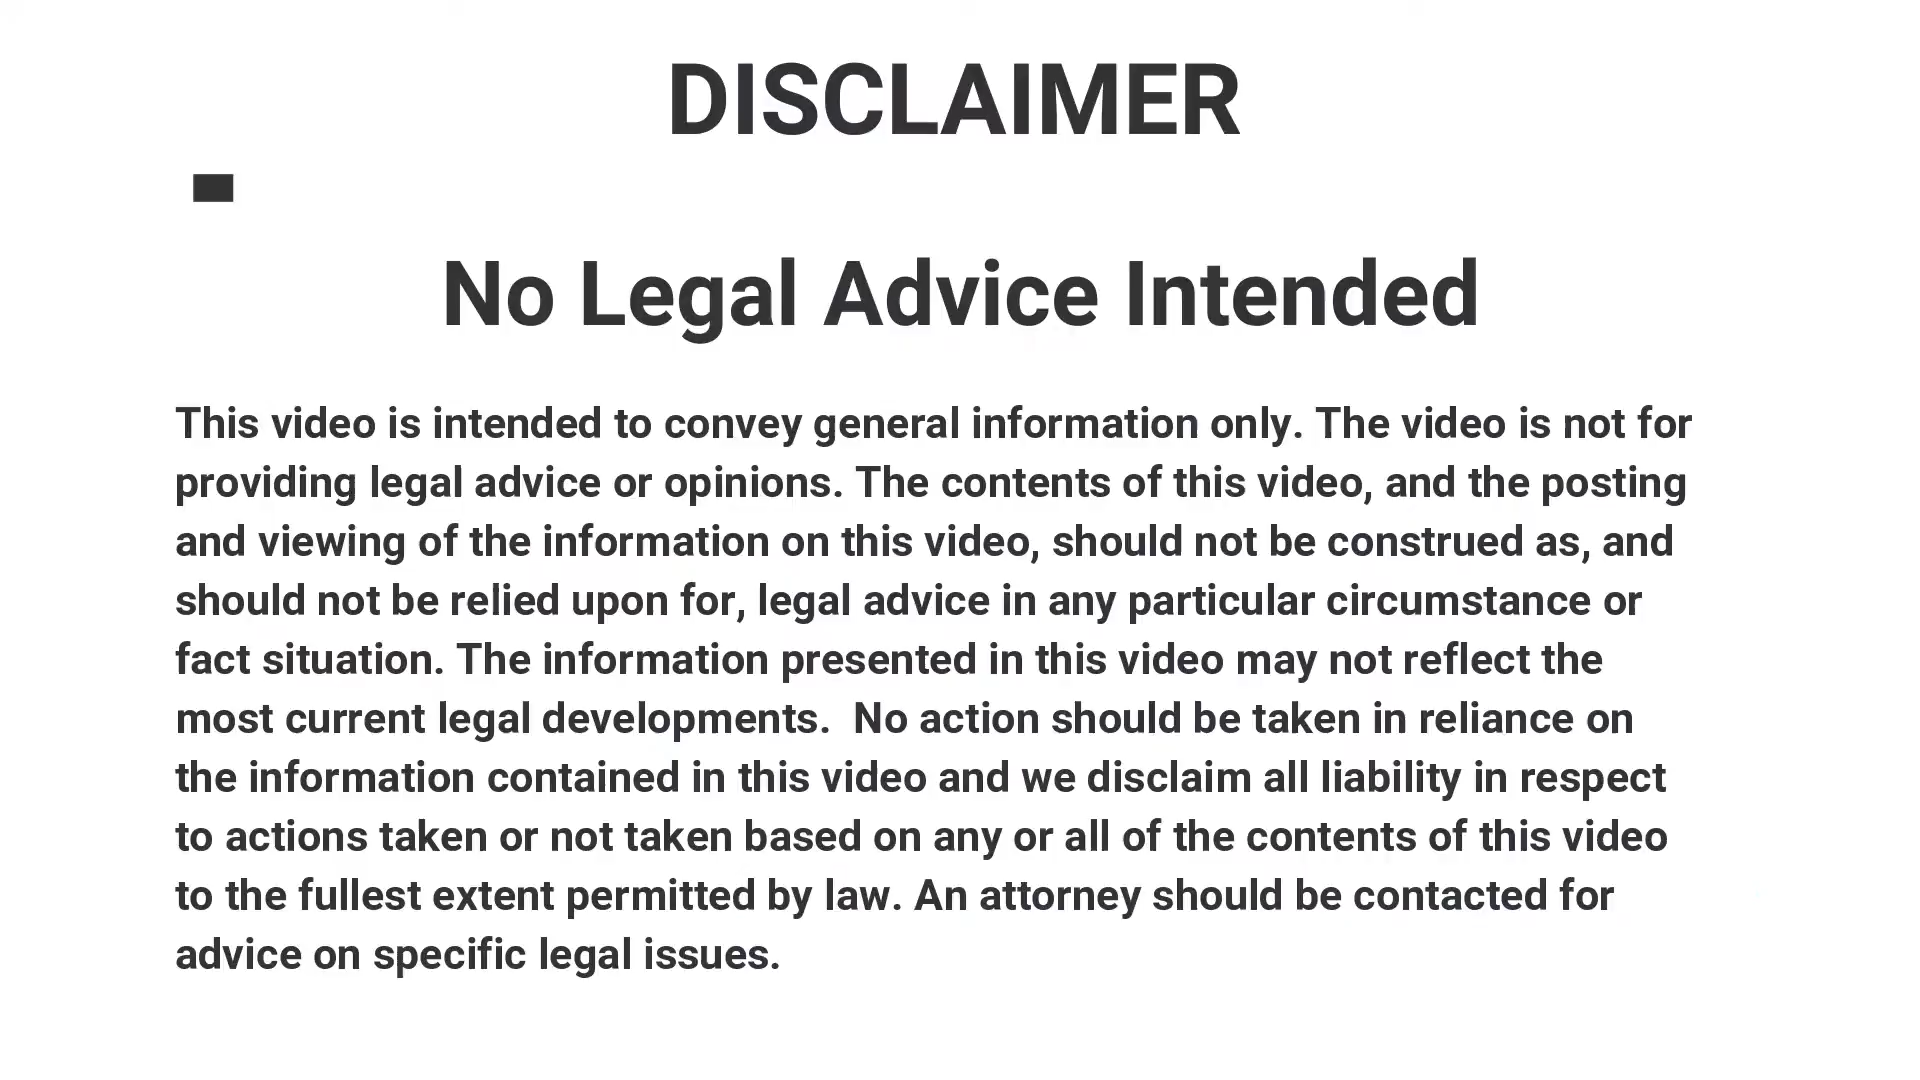 DISCLAIMER
No Legal Advice Intended
This video is intended to convey general information only. The video is not for
providing legal advice or opinions. The contents of this video, and the posting
and viewing of the information on this video, should not be construed as, and
should not be relied upon for, legal advice in any particular circumstance or
fact situation. The information presented in this video may not reflect the
most current legal developments.  No action should be taken in reliance on
the information contained in this video and we disclaim all liability in respect
to actions taken or not taken based on any or all of the contents of this video
to the fullest extent permitted by law. An attorney should be contacted for
advice on specific legal issues.